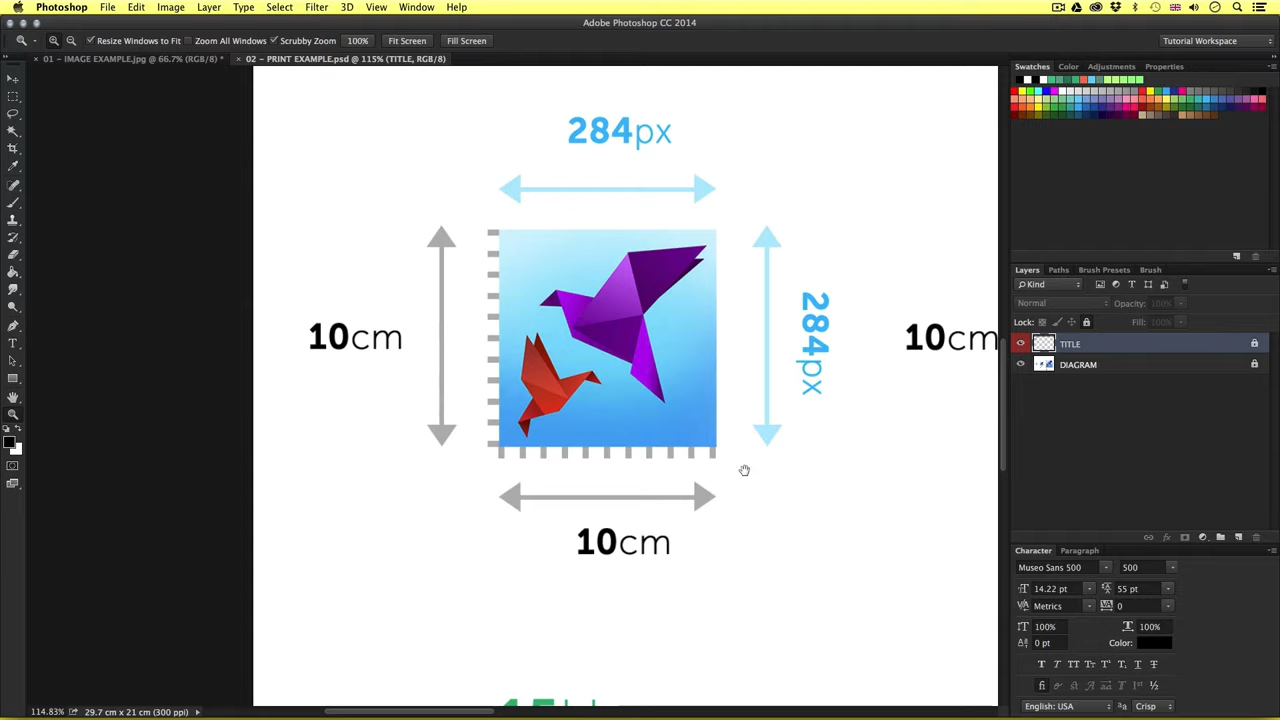 Photoshop File Edit Image Layer Type Select Filter 3D View Window Help
Adobe Photoshop CC 2014
Resize Windows to Fit Zoom All Windows Scrubby Zoom 100% Fit Screen Fill Screen Tutorial Workspace
01 – IMAGE EXAMPLE.jpg @ 66.7% (RGB/8) * 02 – PRINT EXAMPLE.psd @ 115% (TITLE, RGB/8)
Swatches Color Adjustments Properties
284px
10cm
284px
10cm
10cm
Layers Paths Brush Presets Brush
Kind
Normal Opacity: 100%
Lock: Fill: 100%
TITLE
DIAGRAM
Character Paragraph
Museo Sans 500 500
14.22 pt 55 pt
Metrics 0
100% 100%
0 pt Color:
English: USA Crisp
114.83% 29.7 cm x 21 cm (300 ppi)